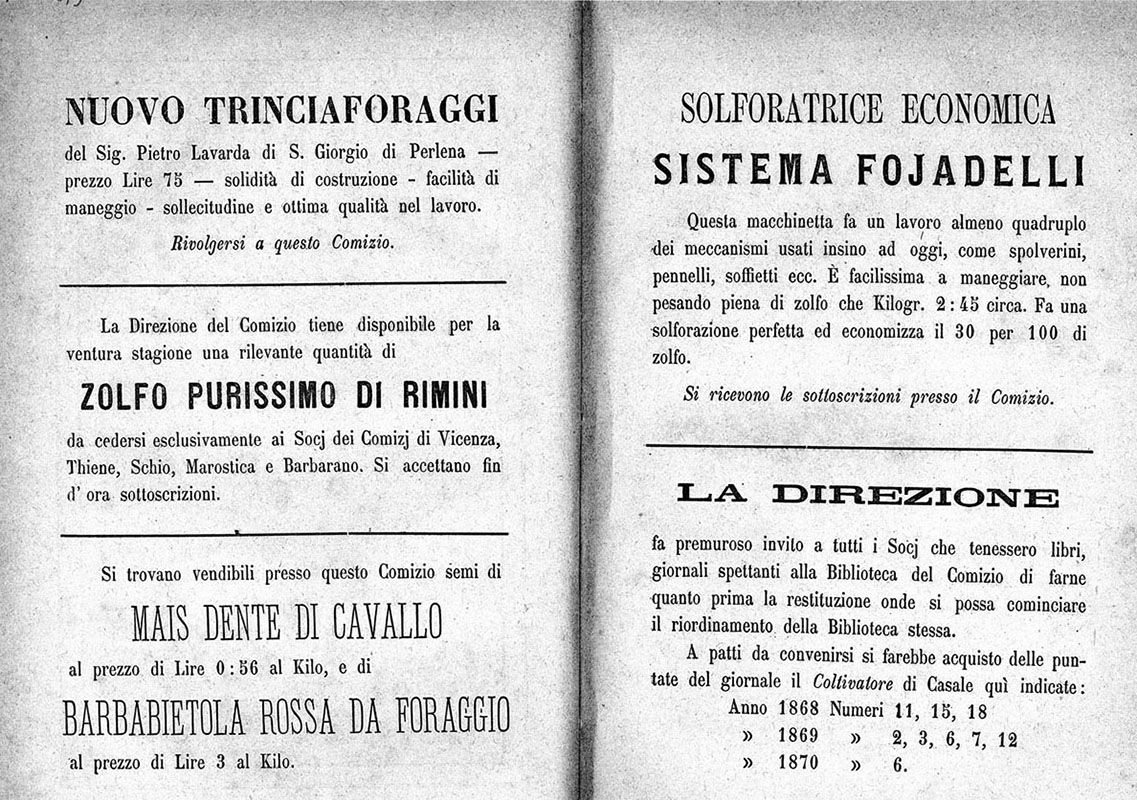 NUOVO TRINCIAFORAGGI
del Sig. Pietro Lavarda di S. Giorgio di Perlena —
prezzo Lire 75 — solidità di costruzione - facilità di
maneggio - sollecitudine e ottima qualità nel lavoro.
Rivolgersi a questo Comizio.
La Direzione del Comizio tiene disponibile per la
ventura stagione una rilevante quantità di
ZOLFO PURISSIMO DI RIMINI
da cedersi esclusivamente ai Socj dei Comizj di Vicenza,
Thiene, Schio, Marostica e Barbarano. Si accettano fin
d' ora sottoscrizioni.
Si trovano vendibili presso questo Comizio semi di
MAIS DENTE DI CAVALLO
al prezzo di Lire 0:56 al Kilo, e di
BARBABIETOLA ROSSA DA FORAGGIO
al prezzo di Lire 3 al Kilo.
SOLFORATRICE ECONOMICA
SISTEMA FOJADELLI
Questa macchinetta fa un lavoro almeno quadruplo
dei meccanismi usati insino ad oggi, come spolverini,
pennelli, soffietti ecc. È facilissima a maneggiare, non
pesando piena di zolfo che Kilogr. 2:45 circa. Fa una
solforazione perfetta ed economizza il 30 per 100 di
zolfo.
Si ricevono le sottoscrizioni presso il Comizio.
LA DIREZIONE
fa premuroso invito a tutti i Socj che tenessero libri,
giornali spettanti alla Biblioteca del Comizio di farne
quanto prima la restituzione onde si possa cominciare
il riordinamento della Biblioteca stessa.
A patti da convenirsi si farebbe acquisto delle pun-
tate del giornale il Coltivatore di Casale quì indicate:
Anno 1868 Numeri 11, 15, 18
» 1869 » 2, 3, 6, 7, 12
» 1870 » 6.